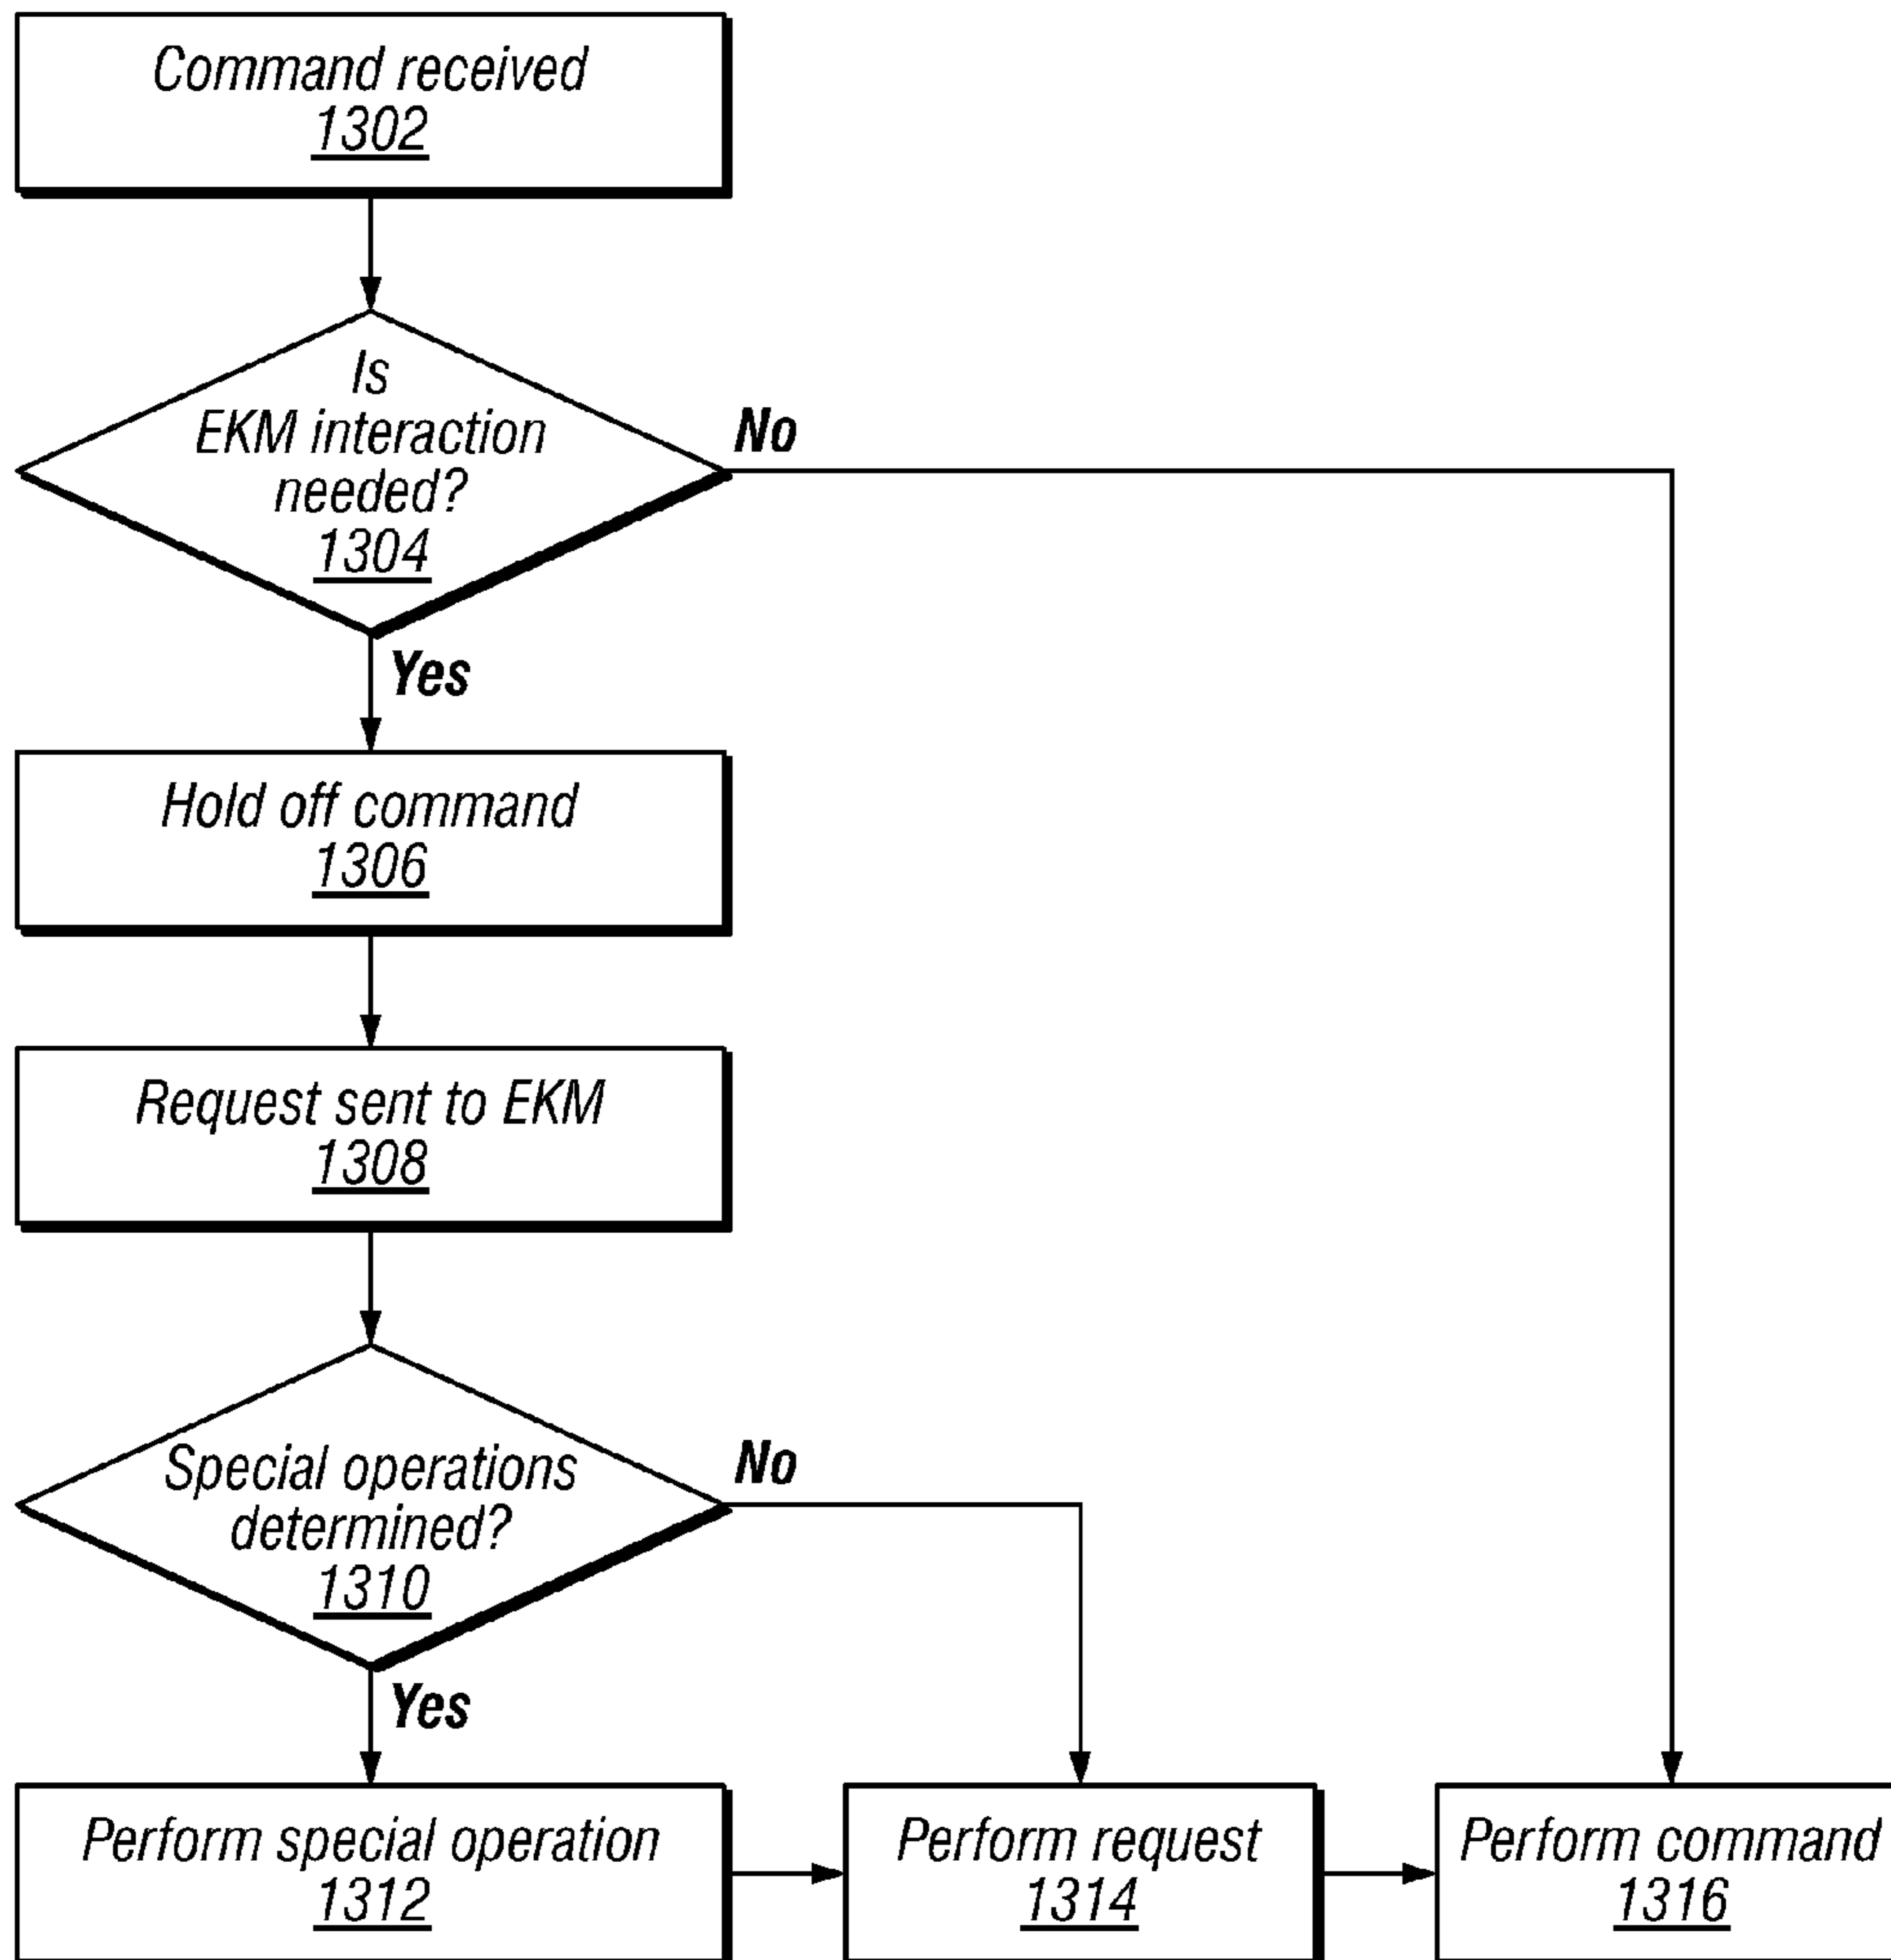 Command received
1302
Is
EKM interaction
needed?
1304
No
Yes
Hold off command
1306
Request sent to EKM
1308
Special operations
determined?
1310
No
Yes
Perform special operation
1312
Perform request
1314
Perform command
1316